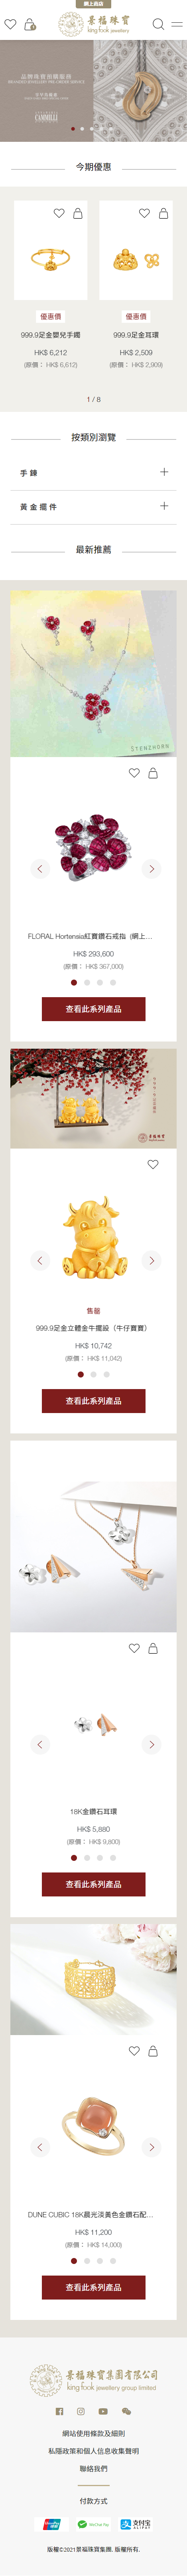 網上商店
景福珠寶
king fook jewellery
CANDRILLI
今期優惠
優惠價
999.9足金嬰兒手鐲
HK$ 6,212
(原價： HK$ 6,612)
優惠價
999.9足金耳環
HK$ 2,509
(原價： HK$ 2,909)
1 / 8
按類別瀏覽
手鍊
黃金擺件
最新推薦
STENZHORN
FLORAL Hortensia紅寶鑽石戒指 (網上…
HK$ 293,600
(原價： HK$ 367,000)
查看此系列產品
景福珠寶
售罄
999.9足金立體金牛擺設（牛仔寶寶）
HK$ 10,742
(原價： HK$ 11,042)
查看此系列產品
18K金鑽石耳環
HK$ 5,880
(原價： HK$ 9,800)
查看此系列產品
DUNE CUBIC 18K晨光淡黃色金鑽石配…
HK$ 11,200
(原價： HK$ 14,000)
查看此系列產品
景福珠寶集團有限公司
king fook jewellery group limited
網站使用條款及細則
私隱政策和個人信息收集聲明
聯絡我們
付款方式
UnionPay
WeChat Pay
支付宝
版權©2021景福珠寶集團. 版權所有.